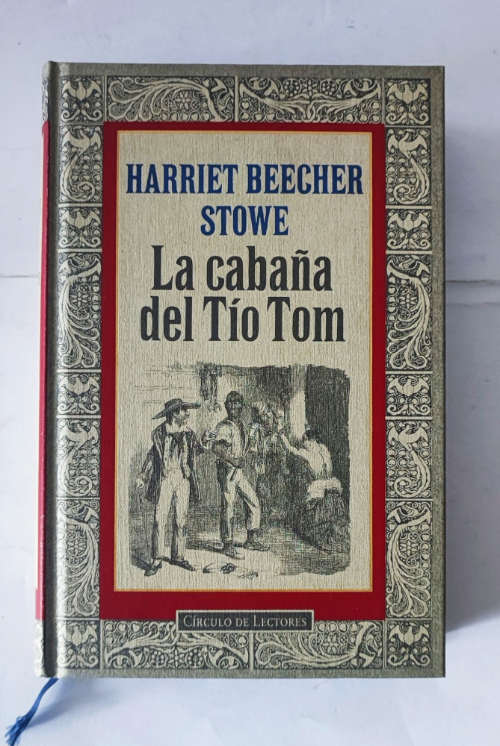 HARRIET BEECHER
STOWE
La cabaña
del Tío Tom
CÍRCULO DE LECTORES